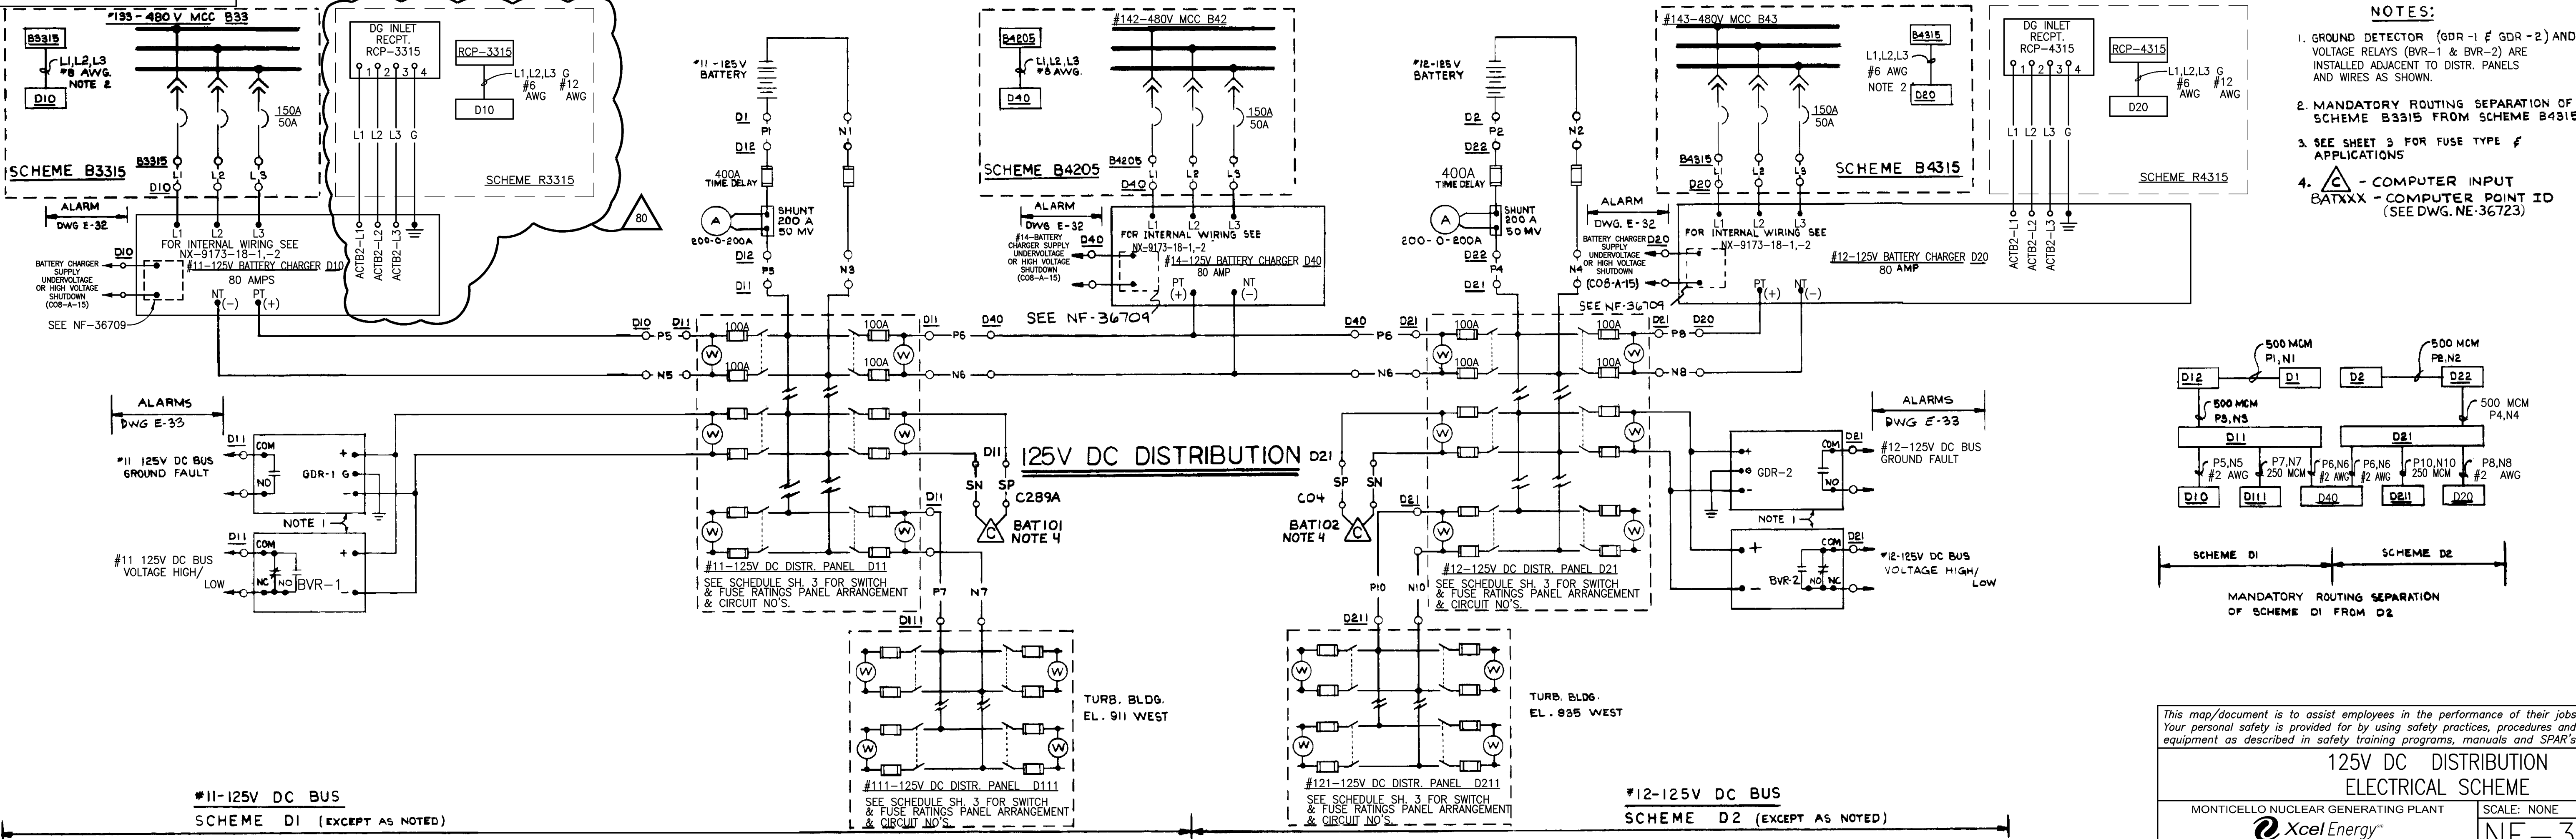 #133-480V MCC B33
B3315
L1,L2,L3
#8 AWG.
NOTE 2
D10
150A
50A
SCHEME B3315
B3315
L1 L2 L3
D10
DG INLET
RECPT.
RCP-3315
1 2 3 4
L1 L2 L3 G
RCP-3315
L1,L2,L3 G
#6 #12
AWG AWG
D10
SCHEME R3315
80
ALARM
DWG E-32
D10
BATTERY CHARGER
SUPPLY
UNDERVOLTAGE
OR HIGH VOLTAGE
SHUTDOWN
(C08-A-15)
SEE NF-36709
L1 L2 L3
FOR INTERNAL WIRING SEE
NX-9173-18-1,-2
#11-125V BATTERY CHARGER D10
80 AMPS
NT (-) PT (+)
ACTB2-L1
ACTB2-L2
ACTB2-L3
#11-125V
BATTERY
D1
P1 N1
D12
400A
TIME DELAY
A
200-0-200A
SHUNT
200 A
50 MV
D12
P3 N3
D11
#142-480V MCC B42
B4205
L1,L2,L3
#8 AWG.
D40
150A
50A
SCHEME B4205
B4205
L1 L2 L3
D40
ALARM
DWG E-32
#14-BATTERY
CHARGER SUPPLY
UNDERVOLTAGE
OR HIGH VOLTAGE
SHUTDOWN
(C08-A-15)
D40
L1 L2 L3
FOR INTERNAL WIRING SEE
NX-9173-18-1,-2
#14-125V BATTERY CHARGER D40
80 AMP
PT (+) NT (-)
SEE NF-36709
#12-125V
BATTERY
D2
P2 N2
D22
400A
TIME DELAY
A
200-0-200A
SHUNT
200 A
50 MV
D22
P4 N4
D21
#143-480V MCC B43
B4315
L1,L2,L3
#6 AWG
NOTE 2
D20
150A
50A
SCHEME B4315
B4315
L1 L2 L3
D20
ALARM
DWG. E-32
BATTERY CHARGER
SUPPLY
UNDERVOLTAGE
OR HIGH VOLTAGE
SHUTDOWN
(C08-A-15)
D20
SEE NF-36709
L1 L2 L3
FOR INTERNAL WIRING SEE
NX-9173-18-1,-2
#12-125V BATTERY CHARGER D20
80 AMP
PT (+) NT (-)
ACTB2-L1
ACTB2-L2
ACTB2-L3
DG INLET
RECPT.
RCP-4315
1 2 3 4
L1 L2 L3 G
RCP-4315
L1,L2,L3 G
#6 #12
AWG AWG
D20
SCHEME R4315
NOTES:
1. GROUND DETECTOR (GDR-1 & GDR-2) AND
VOLTAGE RELAYS (BVR-1 & BVR-2) ARE
INSTALLED ADJACENT TO DISTR. PANELS
AND WIRES AS SHOWN.
2. MANDATORY ROUTING SEPARATION OF
SCHEME B3315 FROM SCHEME B4315
3. SEE SHEET 3 FOR FUSE TYPE &
APPLICATIONS
4. C - COMPUTER INPUT
BATXXX - COMPUTER POINT ID
(SEE DWG. NE-36723)
D10 D11
P5
N5
100A 100A
W W
100A 100A
D11 D40
P6
N6
D40 D21
P6
N6
100A 100A
W W
100A 100A
D21 D20
P8
N8
ALARMS
DWG E-33
D11
#11 125V DC BUS
GROUND FAULT
COM
NO
GDR-1
+
G
-
NOTE 1
D11
#11 125V DC BUS
VOLTAGE HIGH/
LOW
COM
NC NO
BVR-1
+
-
W W
W W
#11-125V DC DISTR. PANEL D11
SEE SCHEDULE SH. 3 FOR SWITCH
& FUSE RATINGS PANEL ARRANGEMENT
& CIRCUIT NO'S.
D11
SN SP
C289A
C
BAT101
NOTE 4
D11
P7 N7
D111
125V DC DISTRIBUTION
D21
SP SN
C04
C
BAT102
NOTE 4
D21
P10 N10
D211
W W
W W
#12-125V DC DISTR. PANEL D21
SEE SCHEDULE SH. 3 FOR SWITCH
& FUSE RATINGS PANEL ARRANGEMENT
& CIRCUIT NO'S.
ALARMS
DWG E-33
+
G
-
GDR-2
COM
NO
D21
#12-125V DC BUS
GROUND FAULT
NOTE 1
+
-
BVR-2
COM
NO NC
D21
#12-125V DC BUS
VOLTAGE HIGH/
LOW
500 MCM
P1,N1
500 MCM
P2,N2
D12 D1 D2 D22
500 MCM
P3,N3
500 MCM
P4,N4
D11 D21
P5,N5
#2 AWG
P7,N7
250 MCM
P6,N6
#2 AWG
P6,N6
#2 AWG
P10,N10
250 MCM
P8,N8
#2 AWG
D10 D111 D40 D211 D20
SCHEME D1 SCHEME D2
MANDATORY ROUTING SEPARATION
OF SCHEME D1 FROM D2
W W
W W
#111-125V DC DISTR. PANEL D111
SEE SCHEDULE SH. 3 FOR SWITCH
& FUSE RATINGS PANEL ARRANGEMENT
& CIRCUIT NO'S.
TURB. BLDG.
EL. 911 WEST
W W
W W
#121-125V DC DISTR. PANEL D211
SEE SCHEDULE SH. 3 FOR SWITCH
& FUSE RATINGS PANEL ARRANGEMENT
& CIRCUIT NO'S.
TURB. BLDG.
EL. 935 WEST
#11-125V DC BUS
SCHEME D1 (EXCEPT AS NOTED)
#12-125V DC BUS
SCHEME D2 (EXCEPT AS NOTED)
This map/document is to assist employees in the performance of their jobs
Your personal safety is provided for by using safety practices, procedures and
equipment as described in safety training programs, manuals and SPAR's
125V DC DISTRIBUTION
ELECTRICAL SCHEME
MONTICELLO NUCLEAR GENERATING PLANT
SCALE: NONE
Xcel Energy